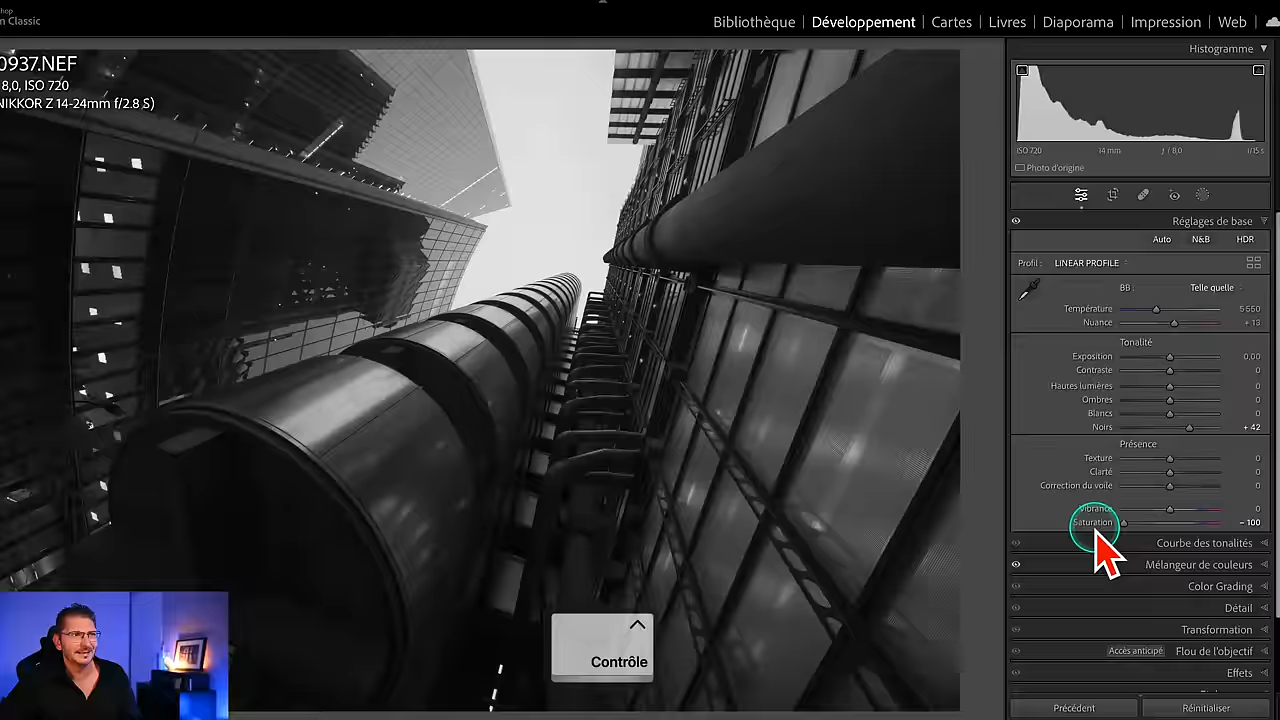 shop
n Classic
Bibliothèque | Développement | Cartes | Livres | Diaporama | Impression | Web
0937.NEF
8,0, ISO 720
NIKKOR Z 14-24mm f/2.8 S)
Histogramme
ISO 720 14 mm ƒ / 8,0 1/15 s
Photo d'origine
Réglages de base
Auto N&B HDR
Profil : LINEAR PROFILE
BB : Telle quelle
Température 5 550
Nuance + 13
Tonalité
Exposition 0,00
Contraste 0
Hautes lumières 0
Ombres 0
Blancs 0
Noirs + 42
Présence
Texture 0
Clarté 0
Correction du voile 0
Vibrance 0
Saturation - 100
Courbe des tonalités
Mélangeur de couleurs
Color Grading
Détail
Transformation
Accès anticipé Flou de l'objectif
Effets
Précédent Réinitialiser
Contrôle